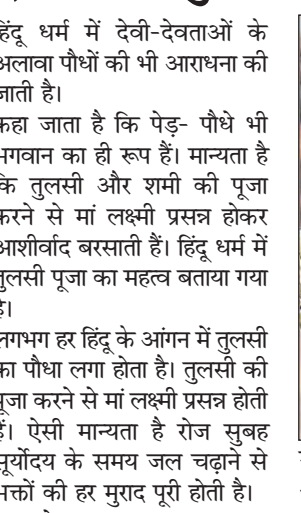 हिंदू धर्म में देवी-देवताओं के
अलावा पौधों की भी आराधना की
जाती है।
कहा जाता है कि पेड़- पौधे भी
भगवान का ही रूप हैं। मान्यता है
कि तुलसी और शमी की पूजा
करने से मां लक्ष्मी प्रसन्न होकर
आशीर्वाद बरसाती हैं। हिंदू धर्म में
तुलसी पूजा का महत्व बताया गया
है।
लगभग हर हिंदू के आंगन में तुलसी
का पौधा लगा होता है। तुलसी की
पूजा करने से मां लक्ष्मी प्रसन्न होती
हैं। ऐसी मान्यता है रोज सुबह
सूर्योदय के समय जल चढ़ाने से
भक्तों की हर मुराद पूरी होती है।